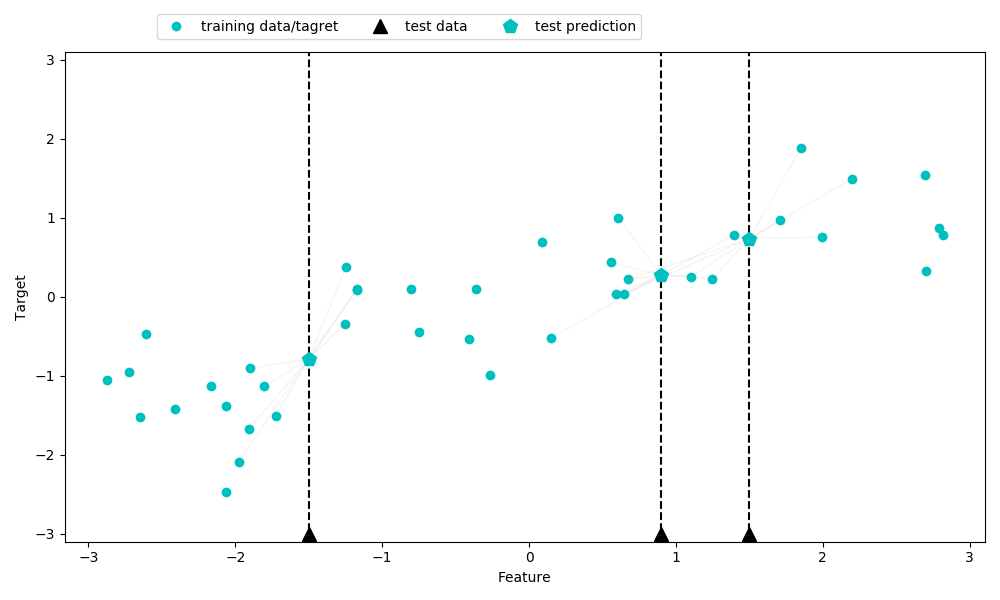 training data/tagret test data test prediction
3
2
1
0
−1
−2
−3
Target
−3 −2 −1 0 1 2 3
Feature